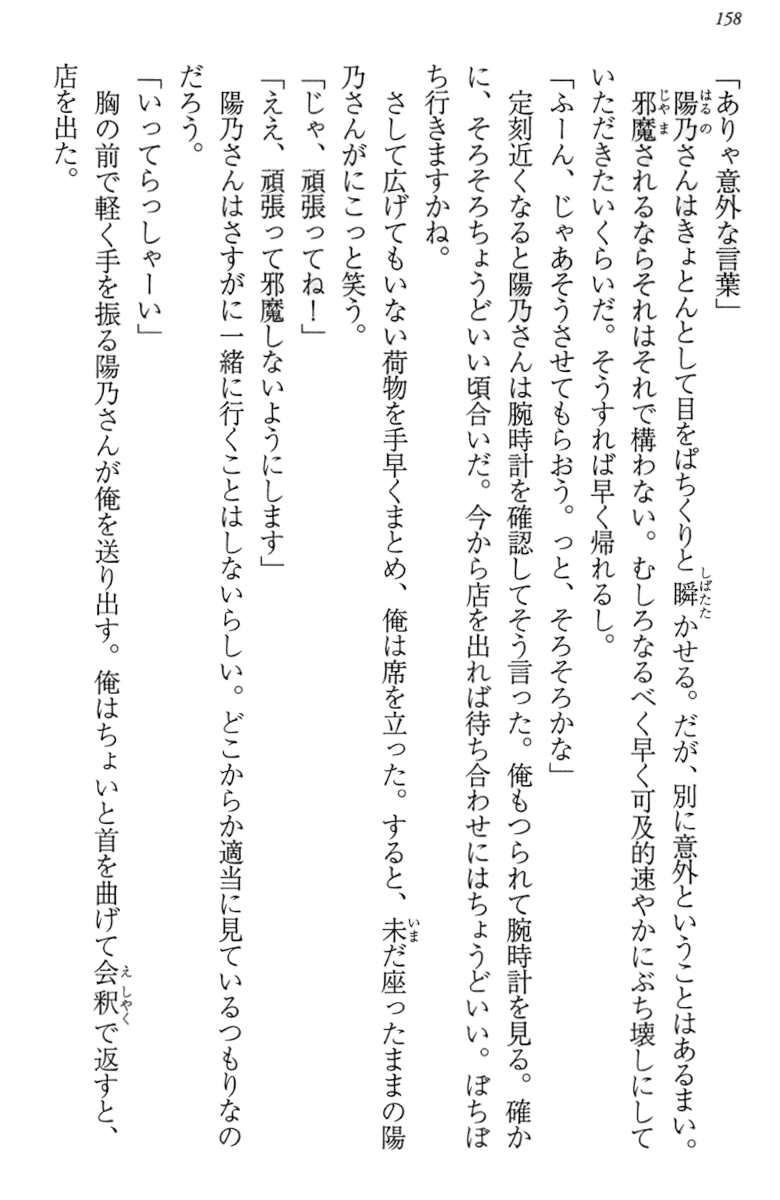 158
「ありゃ意外な言葉」
陽乃さんはきょとんとして目をぱちくりと瞬かせる。だが、別に意外ということはあるまい。
邪魔されるならそれはそれで構わない。むしろなるべく早く可及的速やかにぶち壊しにして
いただきたいくらいだ。そうすれば早く帰れるし。
「ふーん、じゃあそうさせてもらおう。っと、そろそろかな」
定刻近くなると陽乃さんは腕時計を確認してそう言った。俺もつられて腕時計を見る。確か
に、そろそろちょうどいい頃合いだ。今から店を出れば待ち合わせにはちょうどいい。ぼちぼ
ち行きますかね。
さして広げてもいない荷物を手早くまとめ、俺は席を立った。すると、未だ座ったままの陽
乃さんがにこっと笑う。
「じゃ、頑張ってね！」
「ええ、頑張って邪魔しないようにします」
陽乃さんはさすがに一緒に行くことはしないらしい。どこからか適当に見ているつもりなの
だろう。
「いってらっしゃーい」
胸の前で軽く手を振る陽乃さんが俺を送り出す。俺はちょいと首を曲げて会釈で返すと、
店を出た。